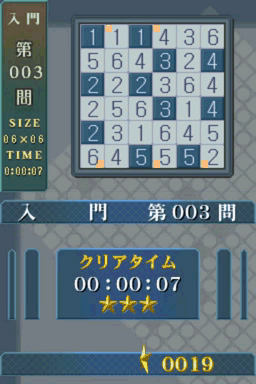 入門
第
003
問
SIZE
06×06
TIME
0:00:07
1 1 1 4 3 6
5 6 4 3 2 4
2 2 2 3 6 4
2 5 6 3 1 4
2 3 1 6 4 5
6 4 5 5 5 2
入 門 第003問
クリアタイム
00:00:07
0019